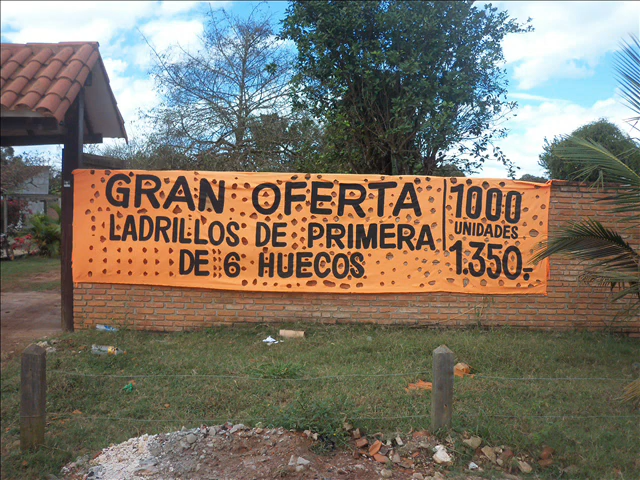 GRAN OFERTA
LADRILLOS DE PRIMERA
DE 6 HUECOS
1000
UNIDADES
1.350.-